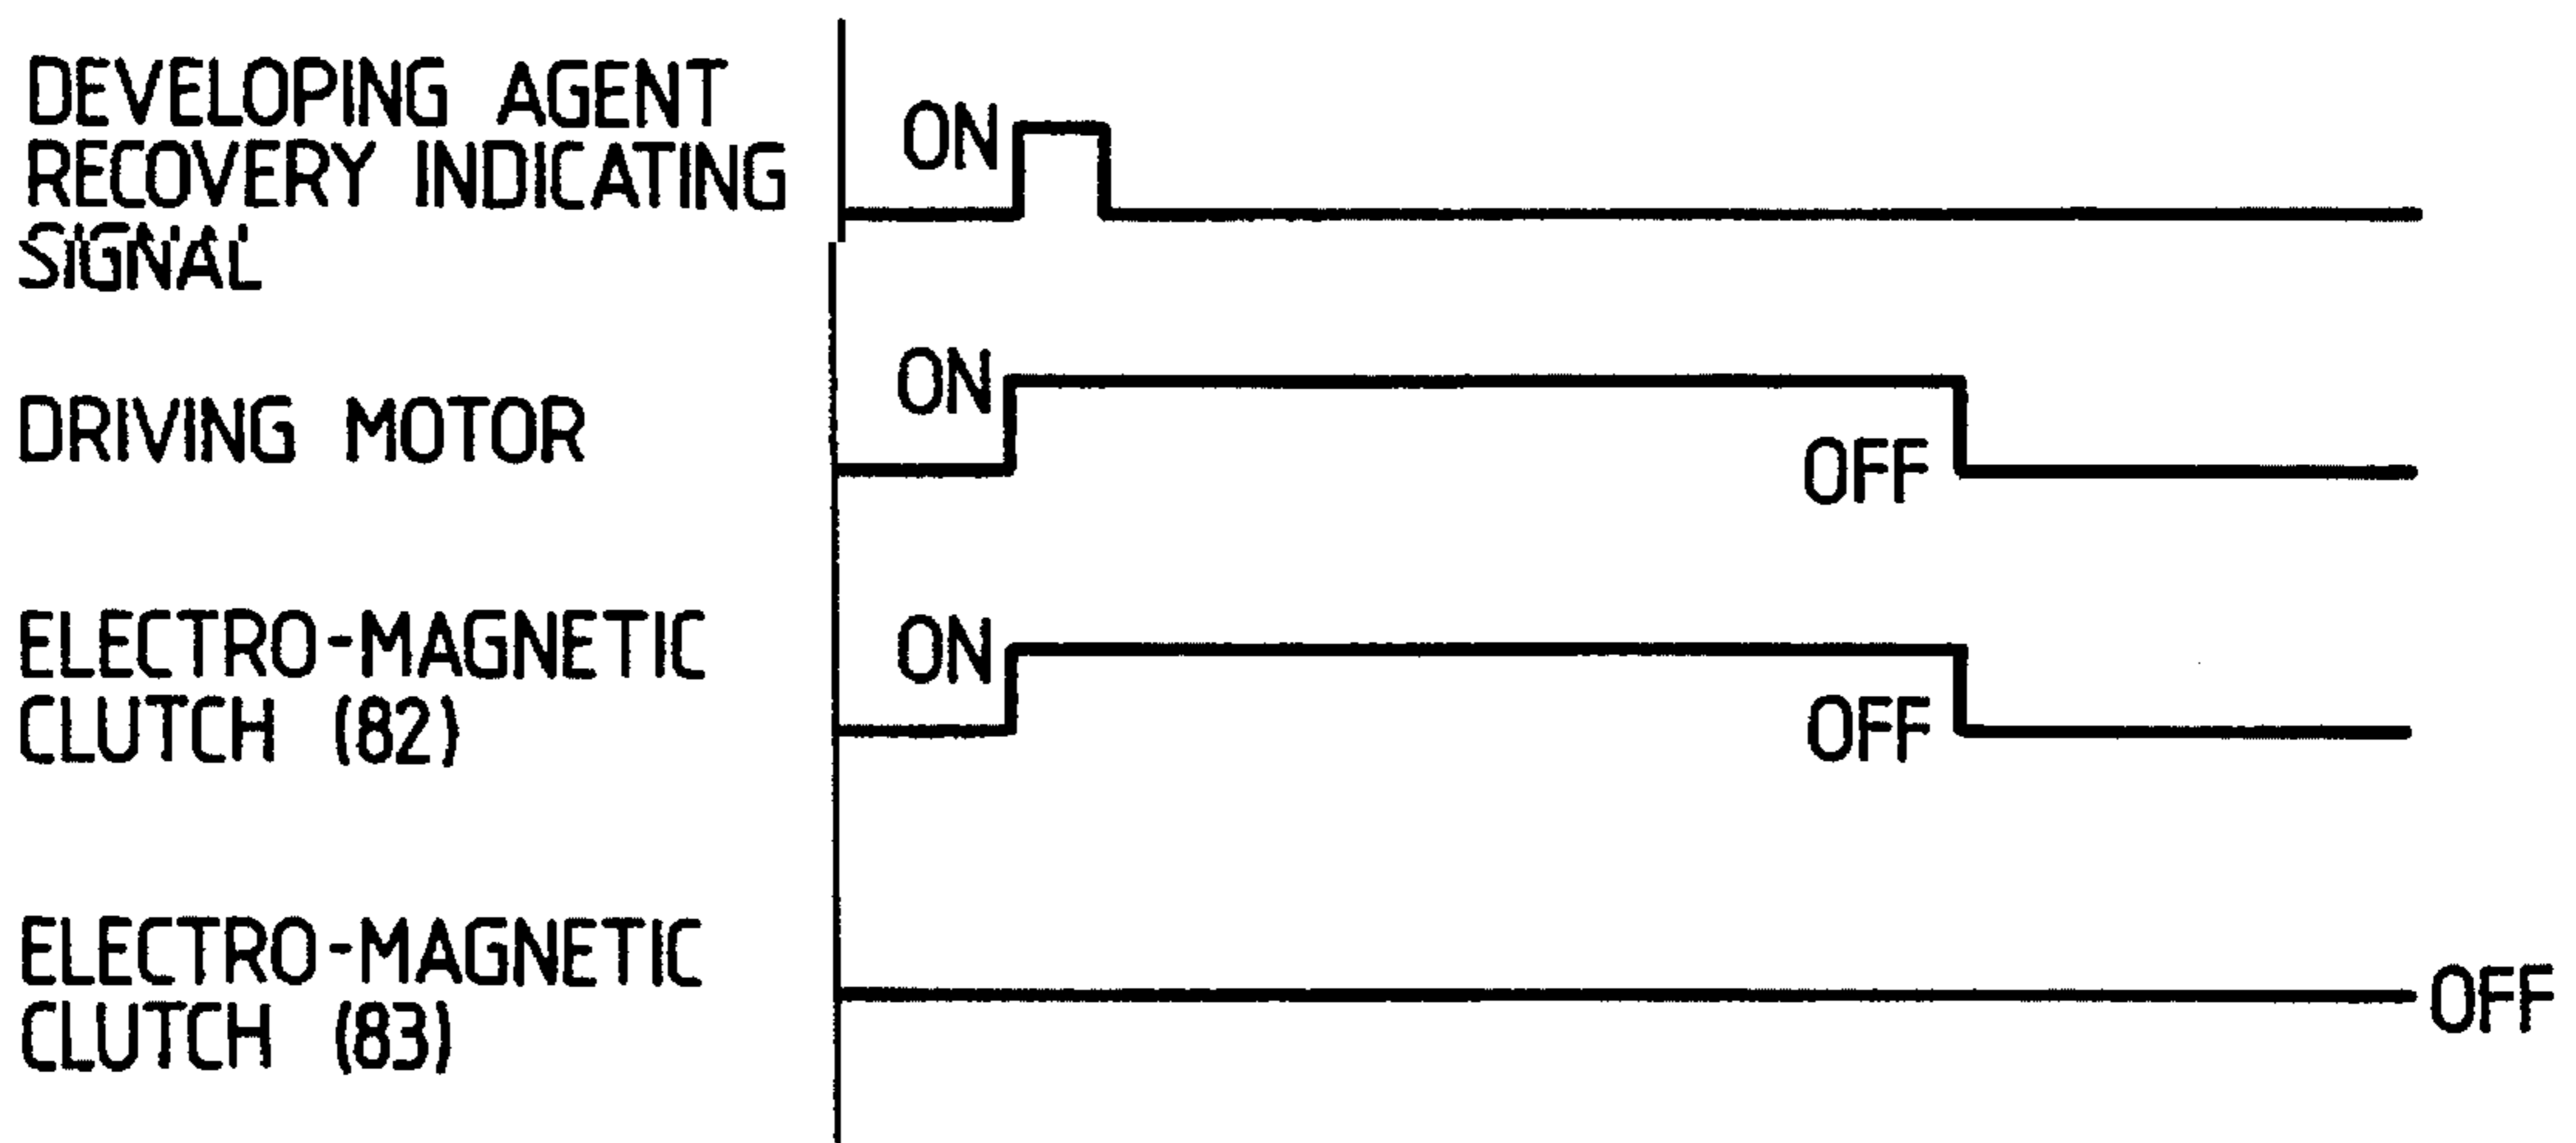 DEVELOPING AGENT
RECOVERY INDICATING
SIGNAL
ON
DRIVING MOTOR
ON
OFF
ELECTRO-MAGNETIC
CLUTCH (82)
ON
OFF
ELECTRO-MAGNETIC
CLUTCH (83)
OFF